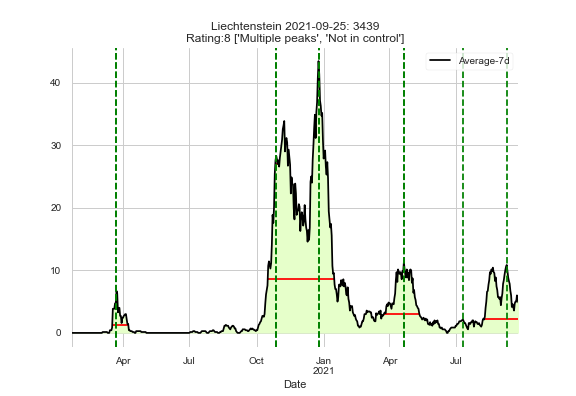 Liechtenstein 2021-09-25: 3439
Rating:8 ['Multiple peaks', 'Not in control']
Average-7d
40
30
20
10
0
Apr Jul Oct Jan Apr Jul
2021
Date